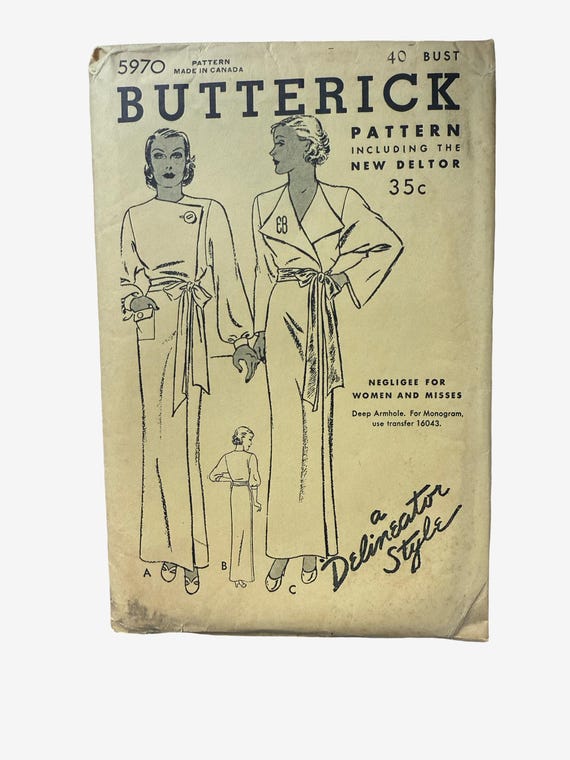 5970
PATTERN
MADE IN CANADA
40 BUST
BUTTERICK
PATTERN
INCLUDING THE
NEW DELTOR
35c
EB
NEGLIGEE FOR
WOMEN AND MISSES
Deep Armhole. For Monogram,
use transfer 16043.
a
Delineator
Style
A
B
C